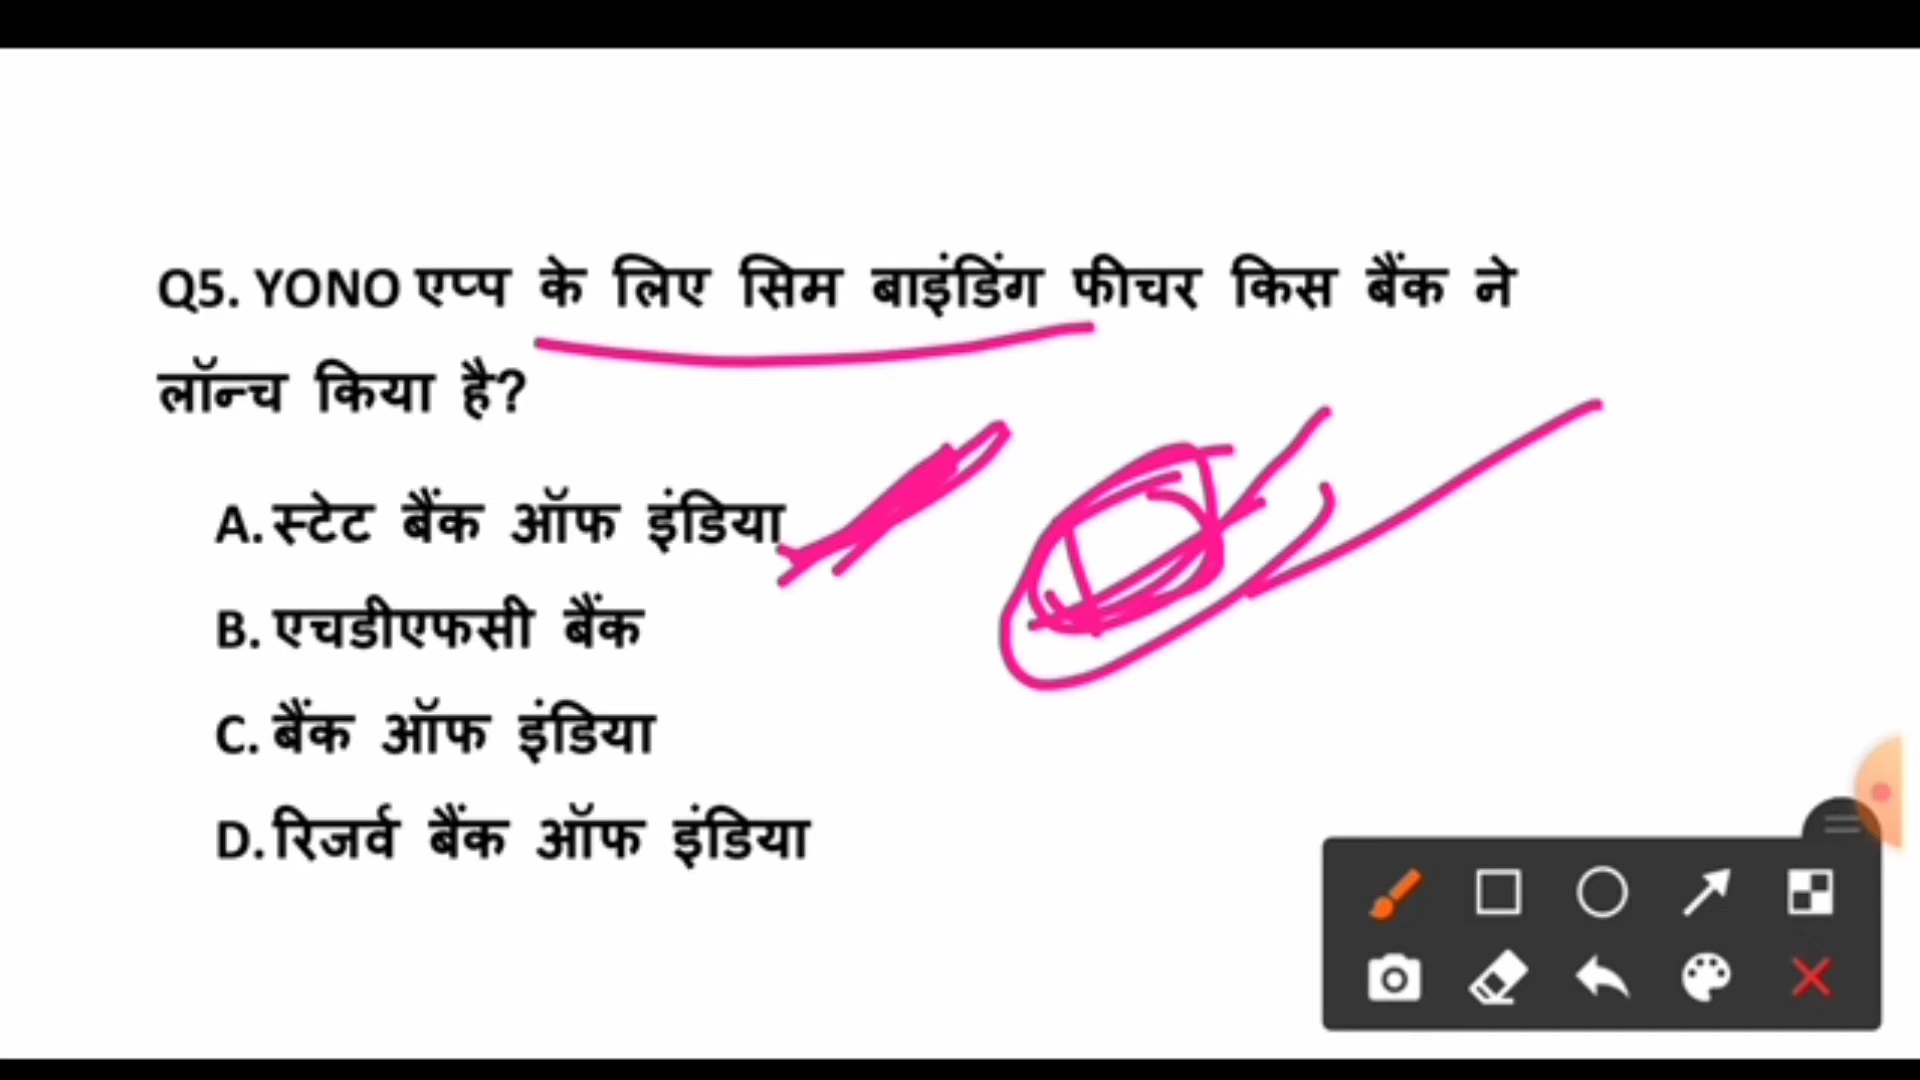 Q5. YONO एप्प के लिए सिम बाइंडिंग फीचर किस बैंक ने
लॉन्च किया है?
A. स्टेट बैंक ऑफ इंडिया
B. एचडीएफसी बैंक
C. बैंक ऑफ इंडिया
D. रिजर्व बैंक ऑफ इंडिया